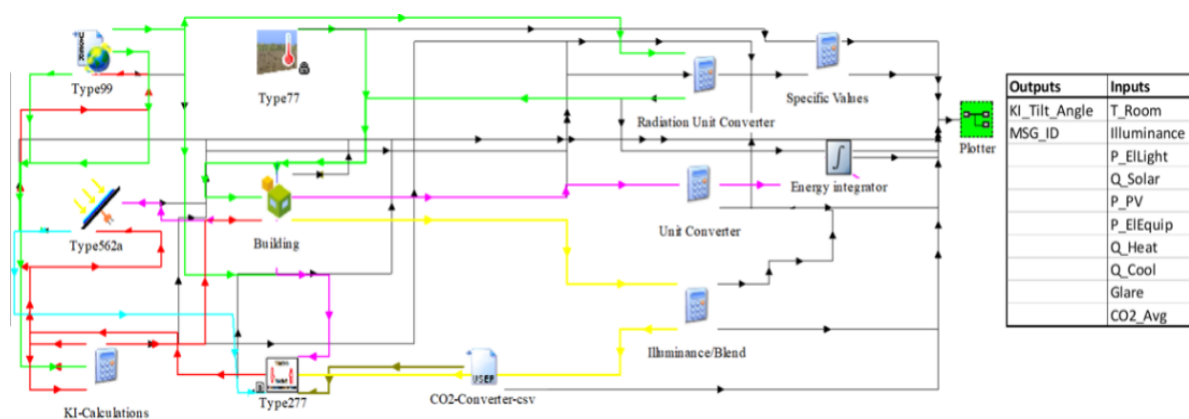 Type99
Type77
Radiation Unit Converter
Specific Values
Plotter
Type562a
Building
Unit Converter
Energy integrator
KI-Calculations
Type277
CO2-Converter-csv
USER
Illuminance/Blend
Outputs Inputs
KI_Tilt_Angle T_Room
MSG_ID Illuminance
P_ElLight
Q_Solar
P_PV
P_ElEquip
Q_Heat
Q_Cool
Glare
CO2_Avg